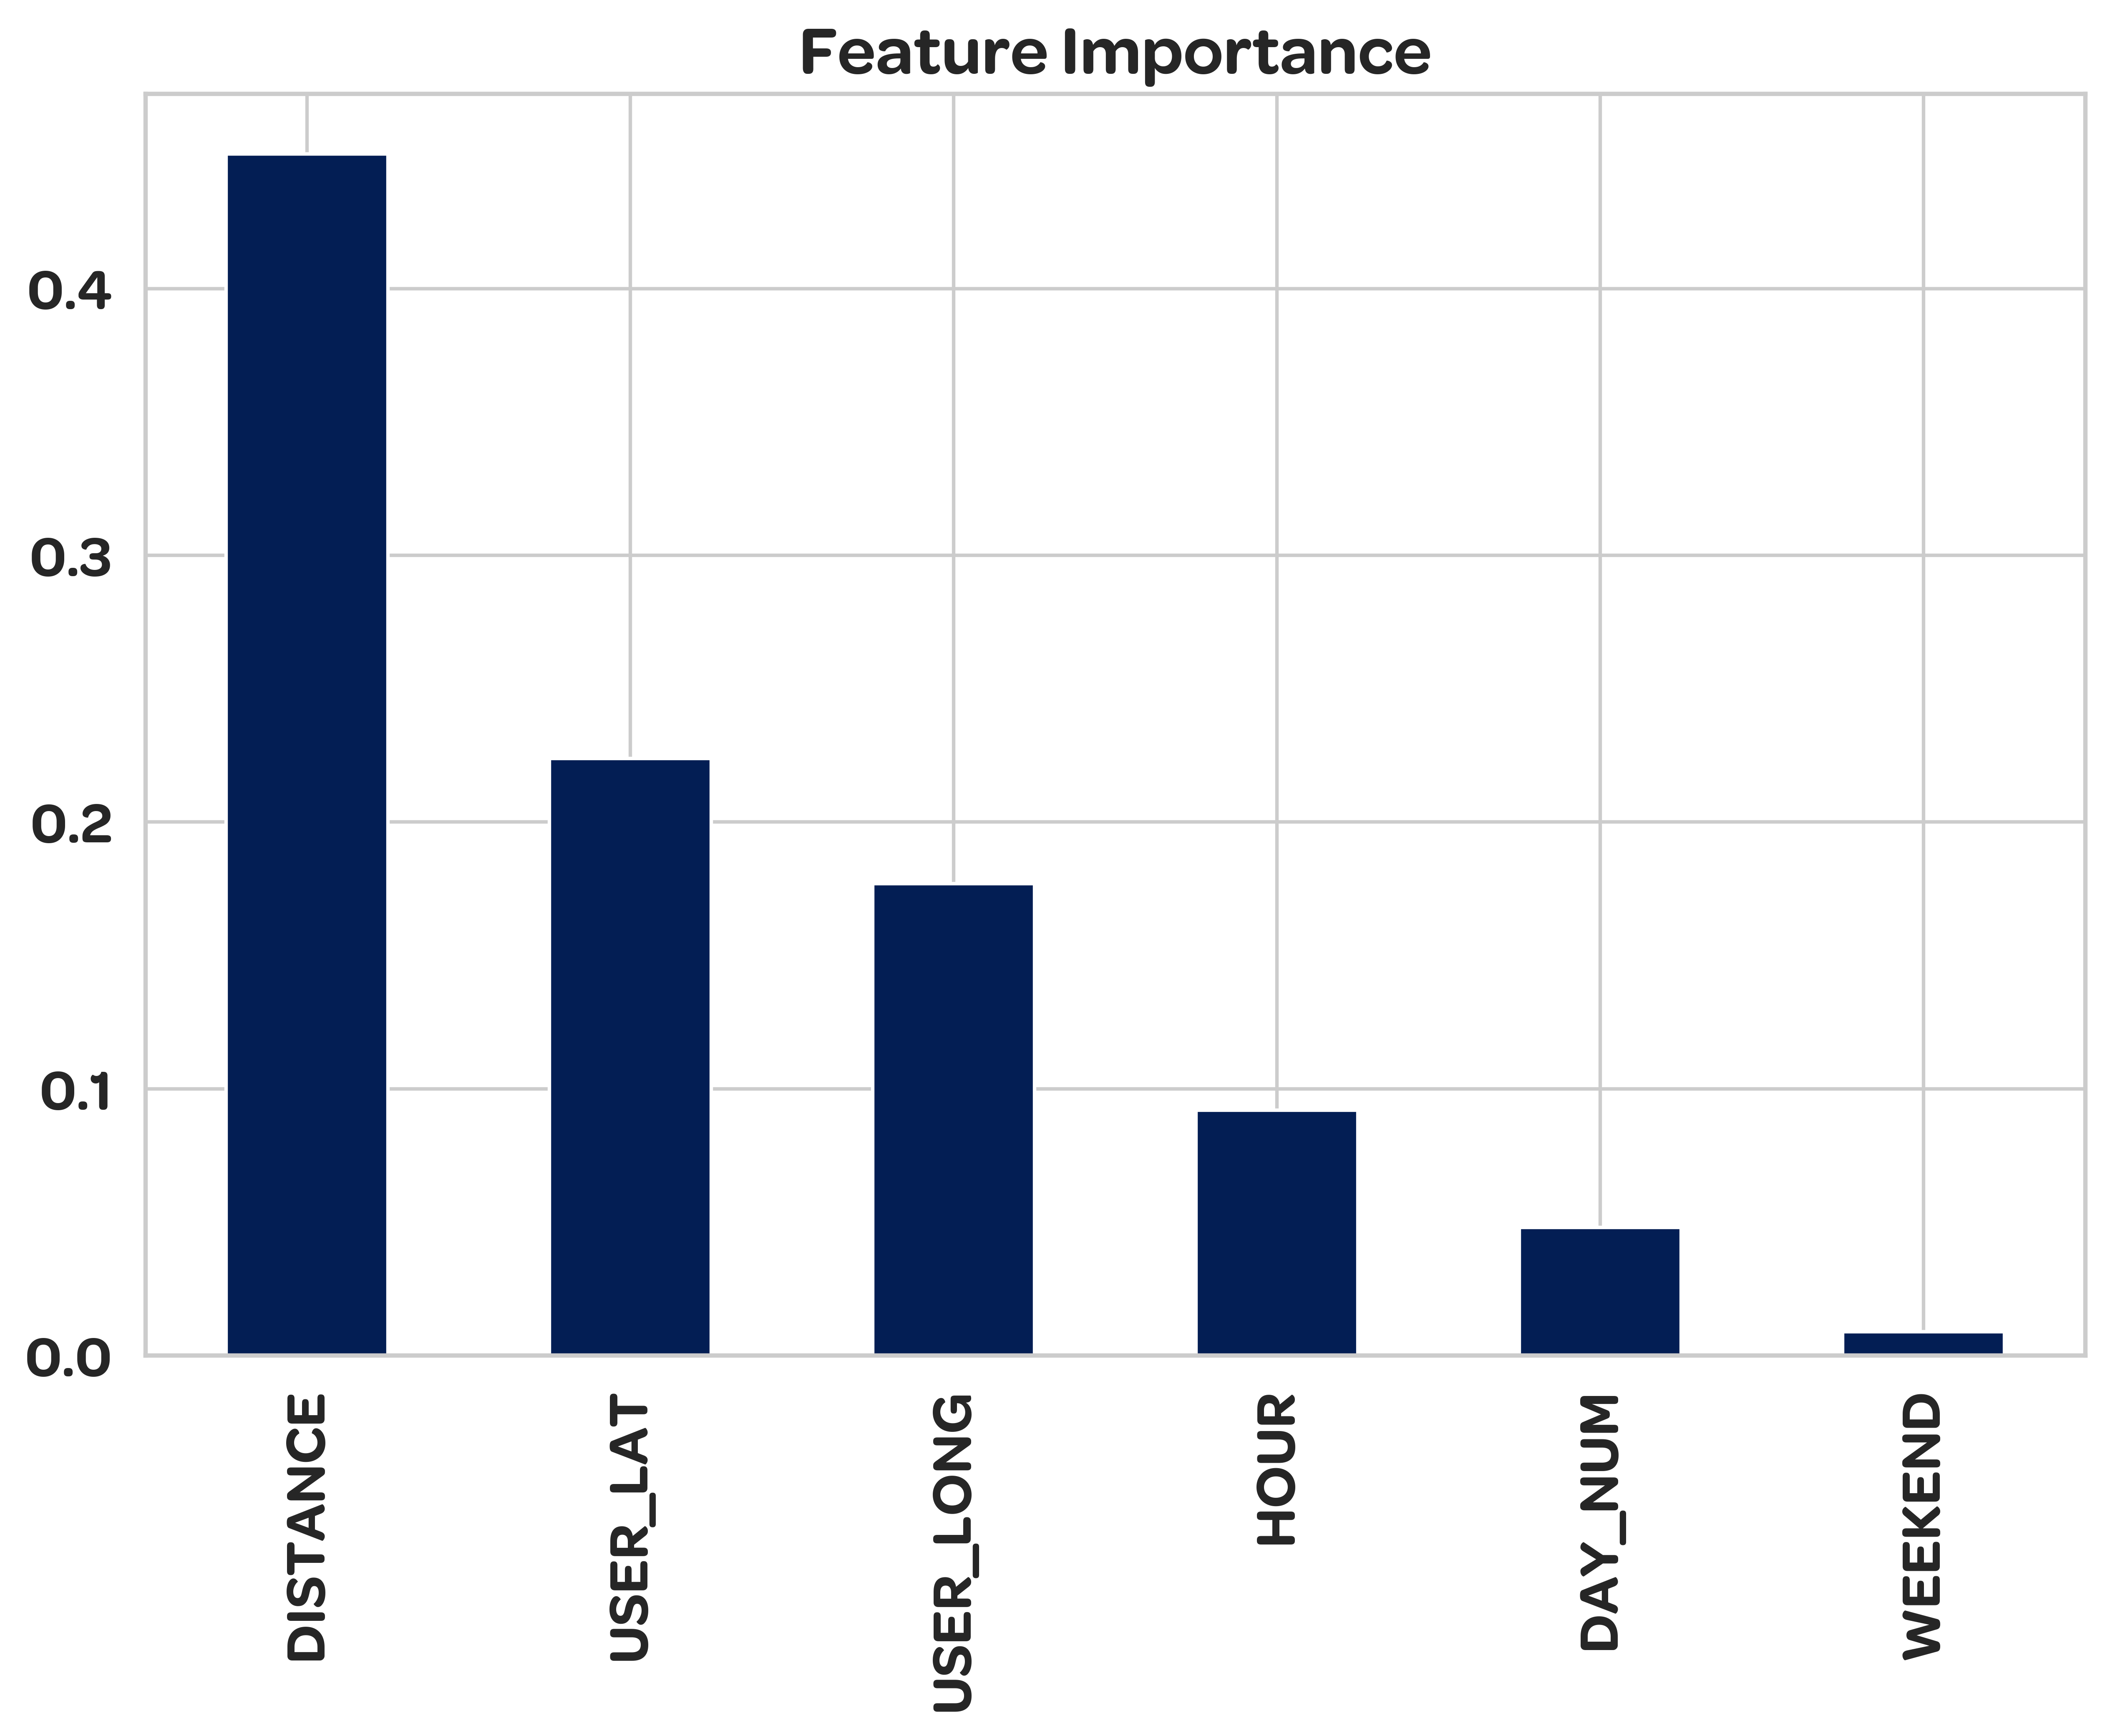 Feature Importance
0.4
0.3
0.2
0.1
0.0
DISTANCE
USER_LAT
USER_LONG
HOUR
DAY_NUM
WEEKEND